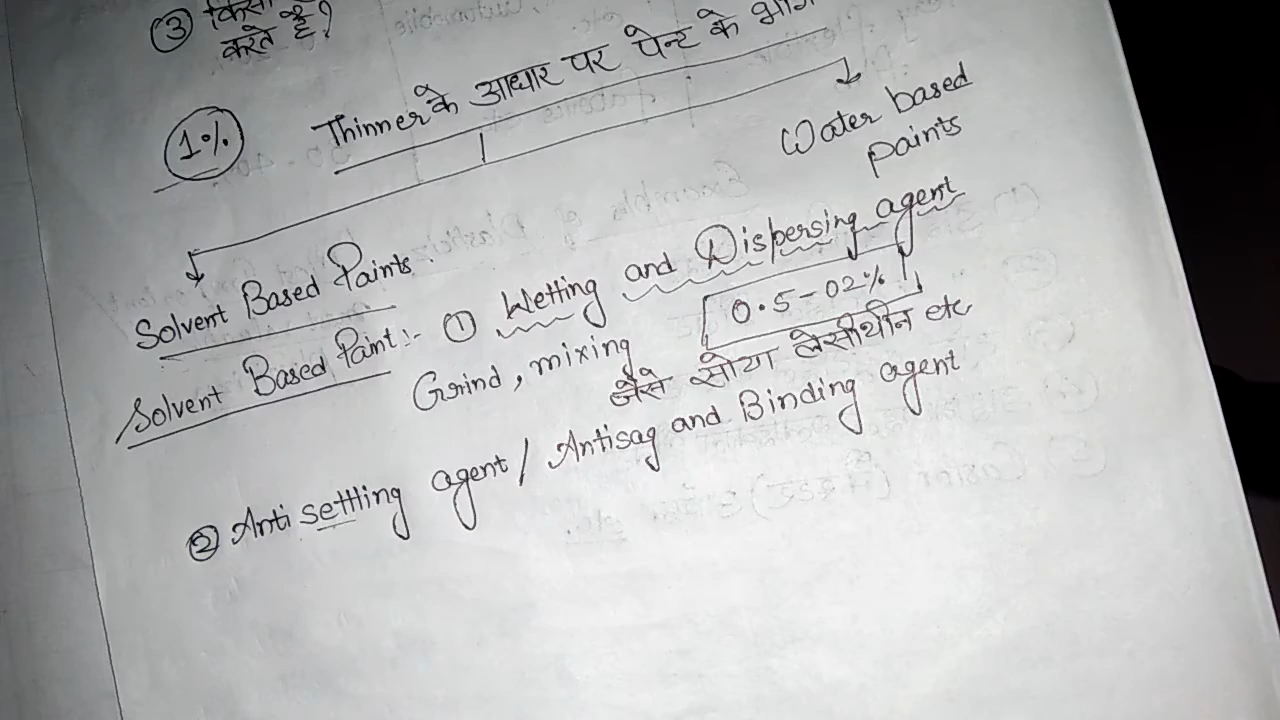 ③ किसी
करते है?
1% Thinner के आधार पर पेन्ट के भाग
Water based
paints
Solvent Based Paints
Solvent Based Paint:- ① Wetting and Dispersing agent
Grind, mixing 0.5-02%
जैसे सोया लेसीथीन etc
② Anti settling agent/ Antisag and Binding agent